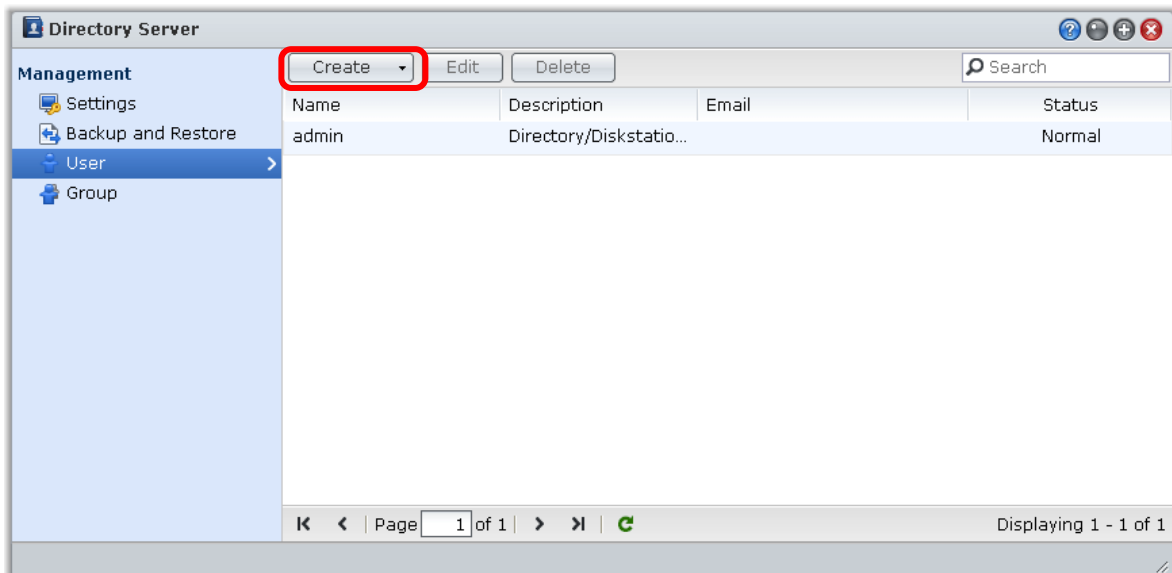 Directory Server
Management
Settings
Backup and Restore
User
Group
Create Edit Delete Search
Name Description Email Status
admin Directory/Diskstatio... Normal
Page 1 of 1 Displaying 1 - 1 of 1